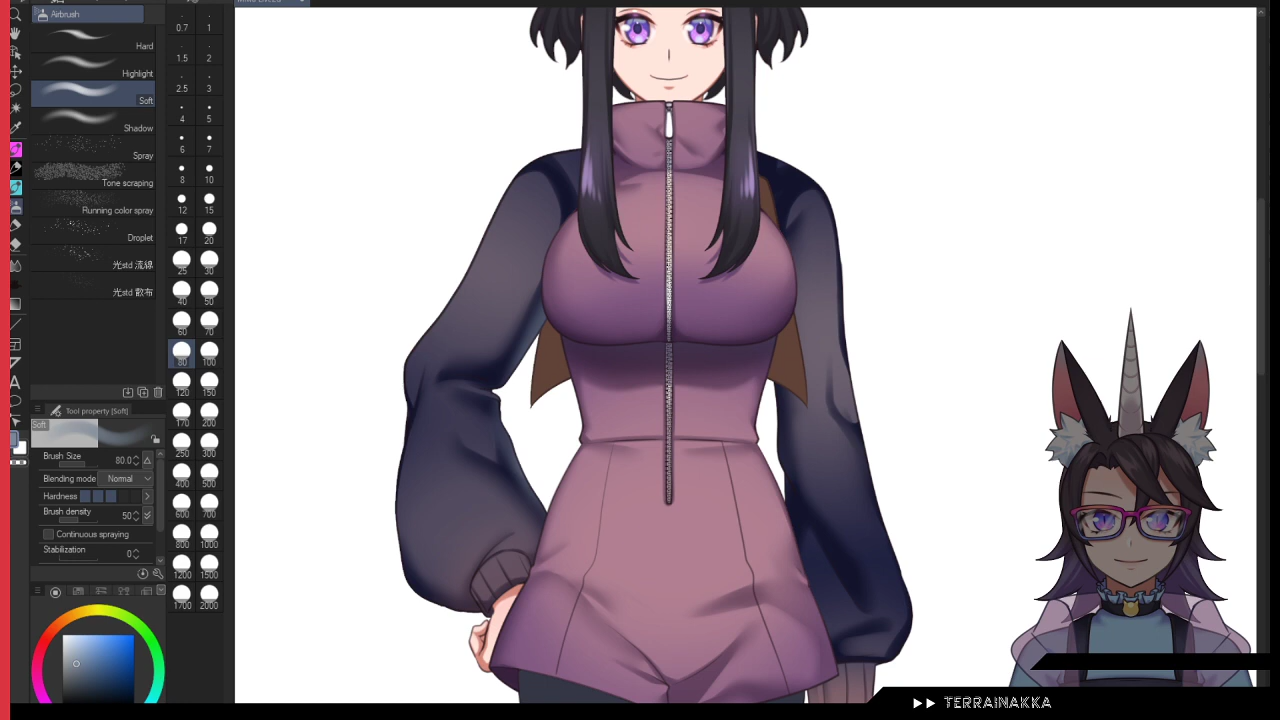 Airbrush
Hard
Highlight
Soft
Shadow
Spray
Tone scraping
Running color spray
Droplet
光std 流線
光std 散布
0.7 1
1.5 2
2.5 3
4 5
6 7
8 10
12 15
17 20
25 30
40 50
60 70
80 100
120 150
170 200
250 300
400 500
600 700
800 1000
1200 1500
1700 2000
Tool property [Soft]
Soft
Brush Size 80.0
Blending mode Normal
Hardness
Brush density 50
Continuous spraying
Stabilization 0
TERRAINAKKA